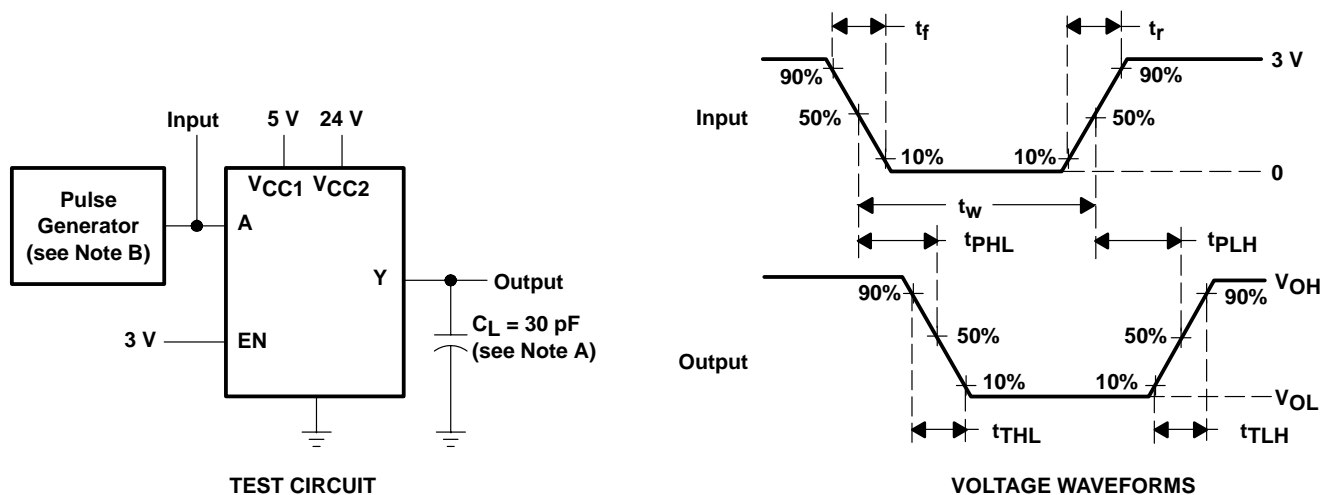 Input
5 V
24 V
VCC1
VCC2
Pulse
Generator
(see Note B)
A
Y
Output
CL = 30 pF
(see Note A)
3 V
EN
TEST CIRCUIT
tf
tr
3 V
90%
90%
Input
50%
50%
10%
10%
0
tw
tPHL
tPLH
VOH
90%
90%
50%
50%
Output
10%
10%
VOL
tTHL
tTLH
VOLTAGE WAVEFORMS